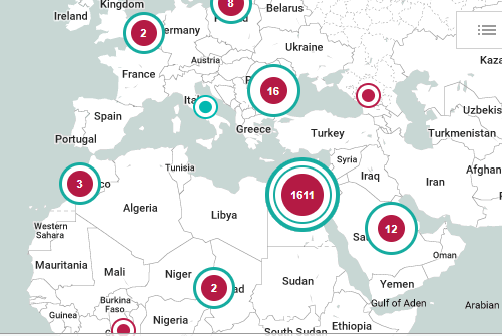 Kingdom
8
Belarus
Ireland
2
ermany
Ukraine
France
Austria
Kaza
16
Ita
Uzbekis
Spain
Greece
Portugal
Turkey
Turkmenistan
Syria
Tunisia
Afghan
Iraq
3
co
Iran
1611
Algeria
Libya
Western
Sahara
12
Sa
Oman
Mauritania
Mali
Niger
2
ad
Sudan
Yemen
Burkina
Faso
Gulf of Aden
Arabian
Guinea
Nigeria
South Sudan
Ethiopia